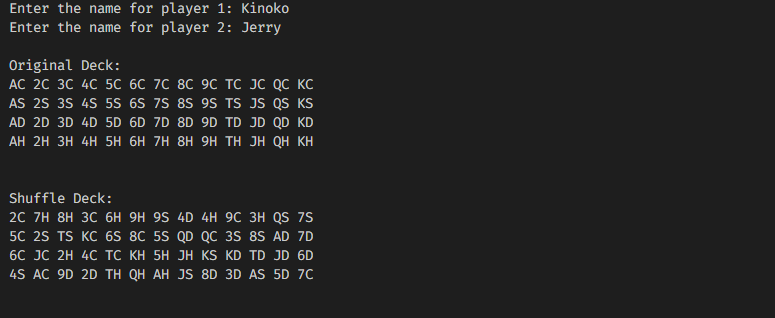 Enter the name for player 1: Kinoko
Enter the name for player 2: Jerry
Original Deck:
AC 2C 3C 4C 5C 6C 7C 8C 9C TC JC QC KC
AS 2S 3S 4S 5S 6S 7S 8S 9S TS JS QS KS
AD 2D 3D 4D 5D 6D 7D 8D 9D TD JD QD KD
AH 2H 3H 4H 5H 6H 7H 8H 9H TH JH QH KH
Shuffle Deck:
2C 7H 8H 3C 6H 9H 9S 4D 4H 9C 3H QS 7S
5C 2S TS KC 6S 8C 5S QD QC 3S 8S AD 7D
6C JC 2H 4C TC KH 5H JH KS KD TD JD 6D
4S AC 9D 2D TH QH AH JS 8D 3D AS 5D 7C